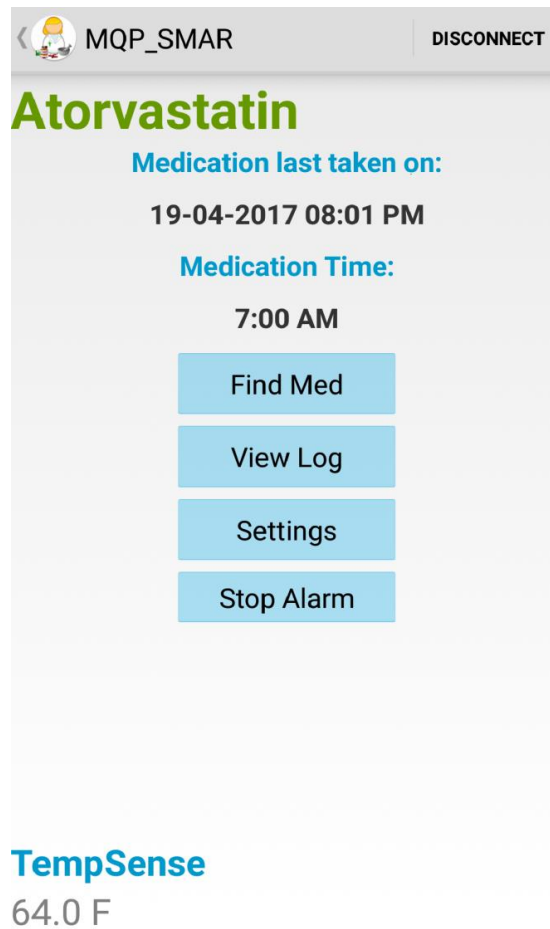 MQP_SMAR DISCONNECT
Atorvastatin
Medication last taken on:
19-04-2017 08:01 PM
Medication Time:
7:00 AM
Find Med
View Log
Settings
Stop Alarm
TempSense
64.0 F